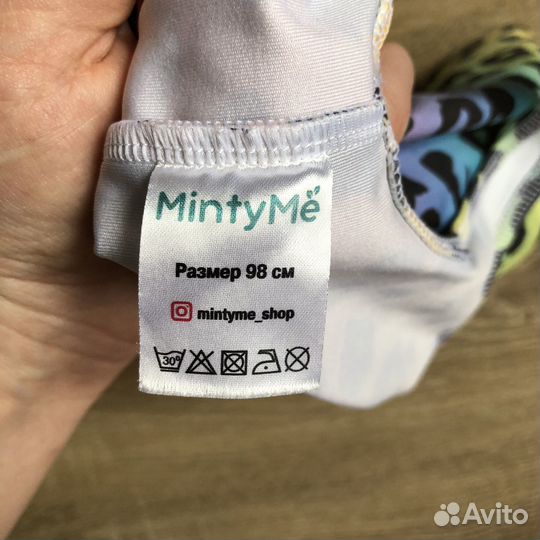 MintyMe
Размер 98 см
mintyme_shop
30°
Avito